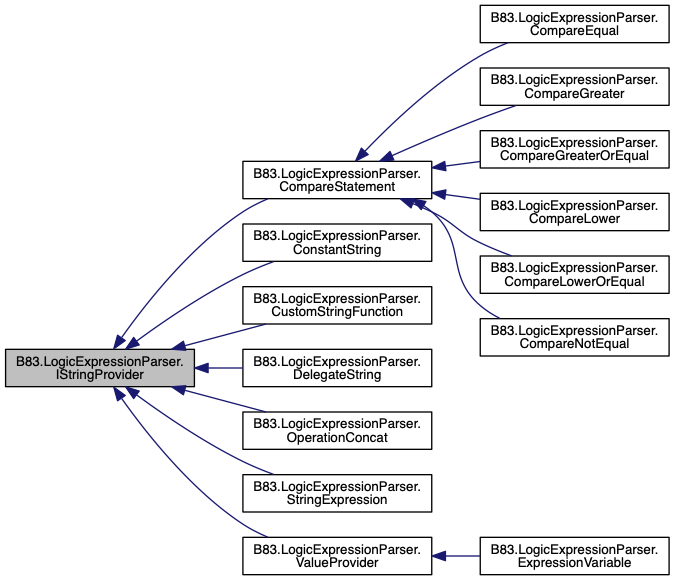 B83.LogicExpressionParser.
CompareEqual
B83.LogicExpressionParser.
CompareGreater
B83.LogicExpressionParser.
CompareGreaterOrEqual
B83.LogicExpressionParser.
CompareStatement
B83.LogicExpressionParser.
CompareLower
B83.LogicExpressionParser.
ConstantString
B83.LogicExpressionParser.
CompareLowerOrEqual
B83.LogicExpressionParser.
CustomStringFunction
B83.LogicExpressionParser.
CompareNotEqual
B83.LogicExpressionParser.
IStringProvider
B83.LogicExpressionParser.
DelegateString
B83.LogicExpressionParser.
OperationConcat
B83.LogicExpressionParser.
StringExpression
B83.LogicExpressionParser.
ValueProvider
B83.LogicExpressionParser.
ExpressionVariable